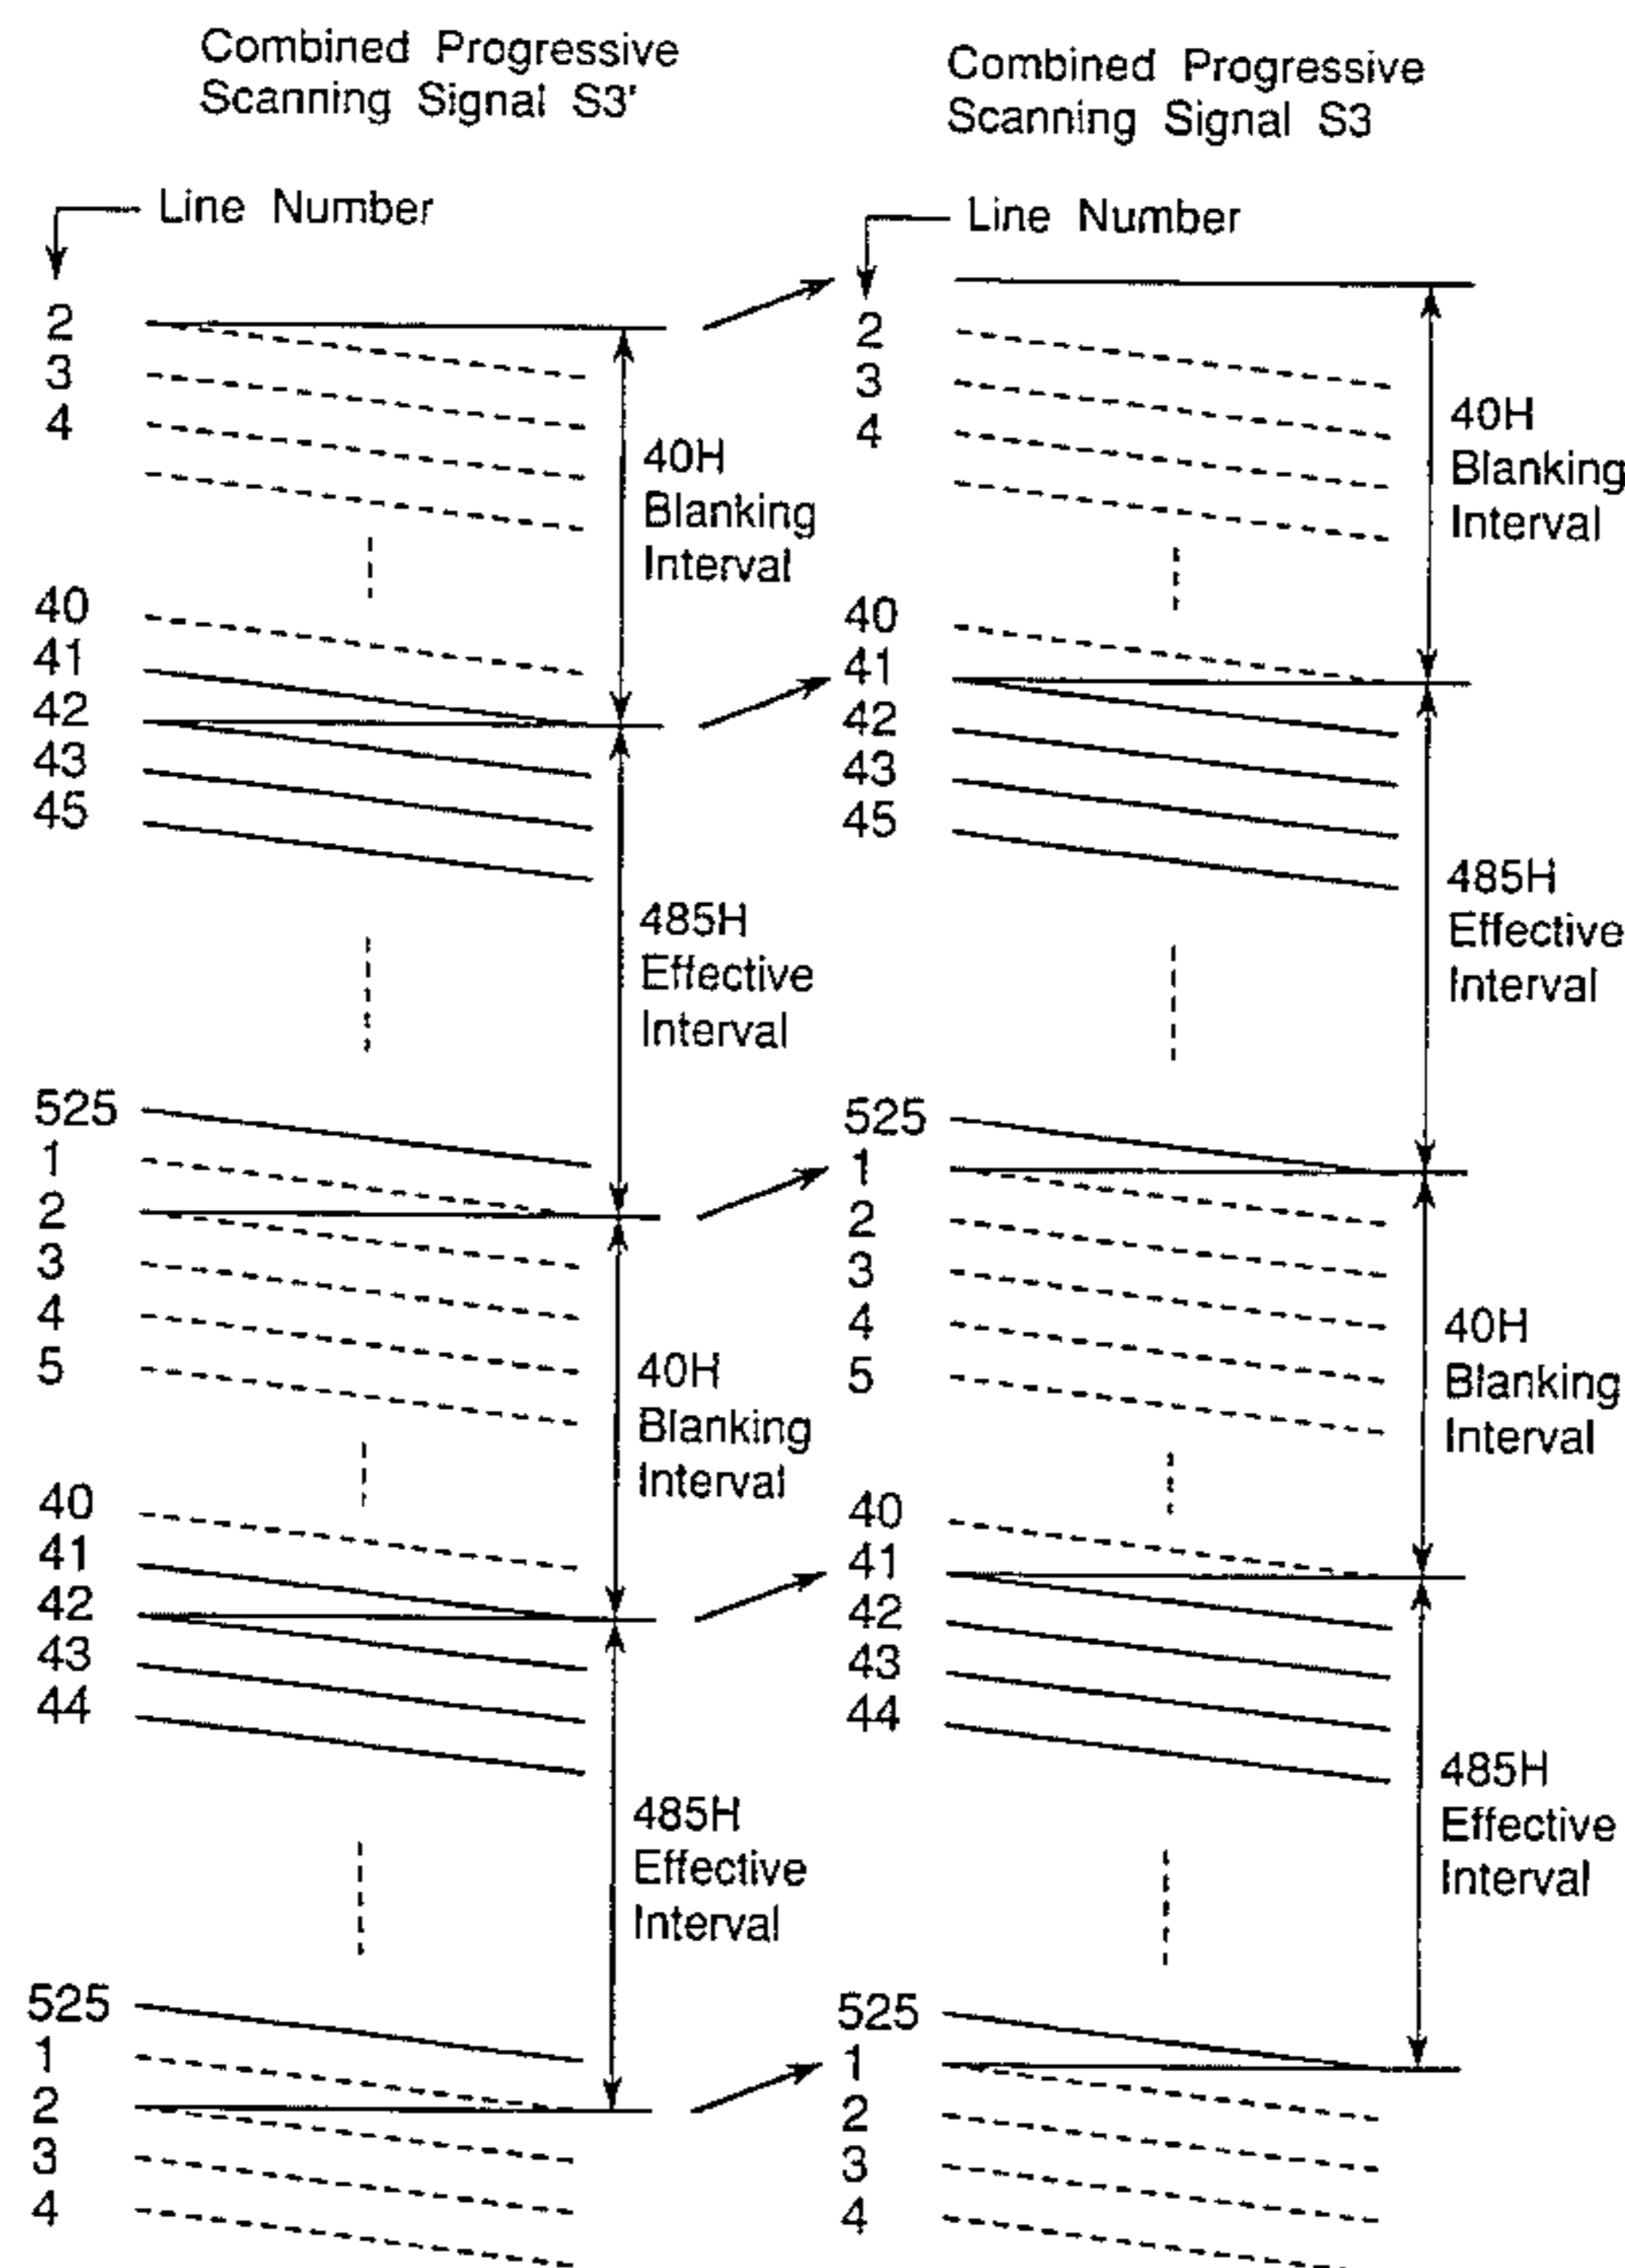 Combined Progressive
Scanning Signal S3'
Line Number
2
3
4
40H
Blanking
Interval
40
41
42
43
45
485H
Effective
Interval
525
1
2
3
4
5
40H
Blanking
Interval
40
41
42
43
44
485H
Effective
Interval
525
1
2
3
4
Combined Progressive
Scanning Signal S3
Line Number
2
3
4
40H
Blanking
Interval
40
41
42
43
45
485H
Effective
Interval
525
1
2
3
4
5
40H
Blanking
Interval
40
41
42
43
44
485H
Effective
Interval
525
1
2
3
4